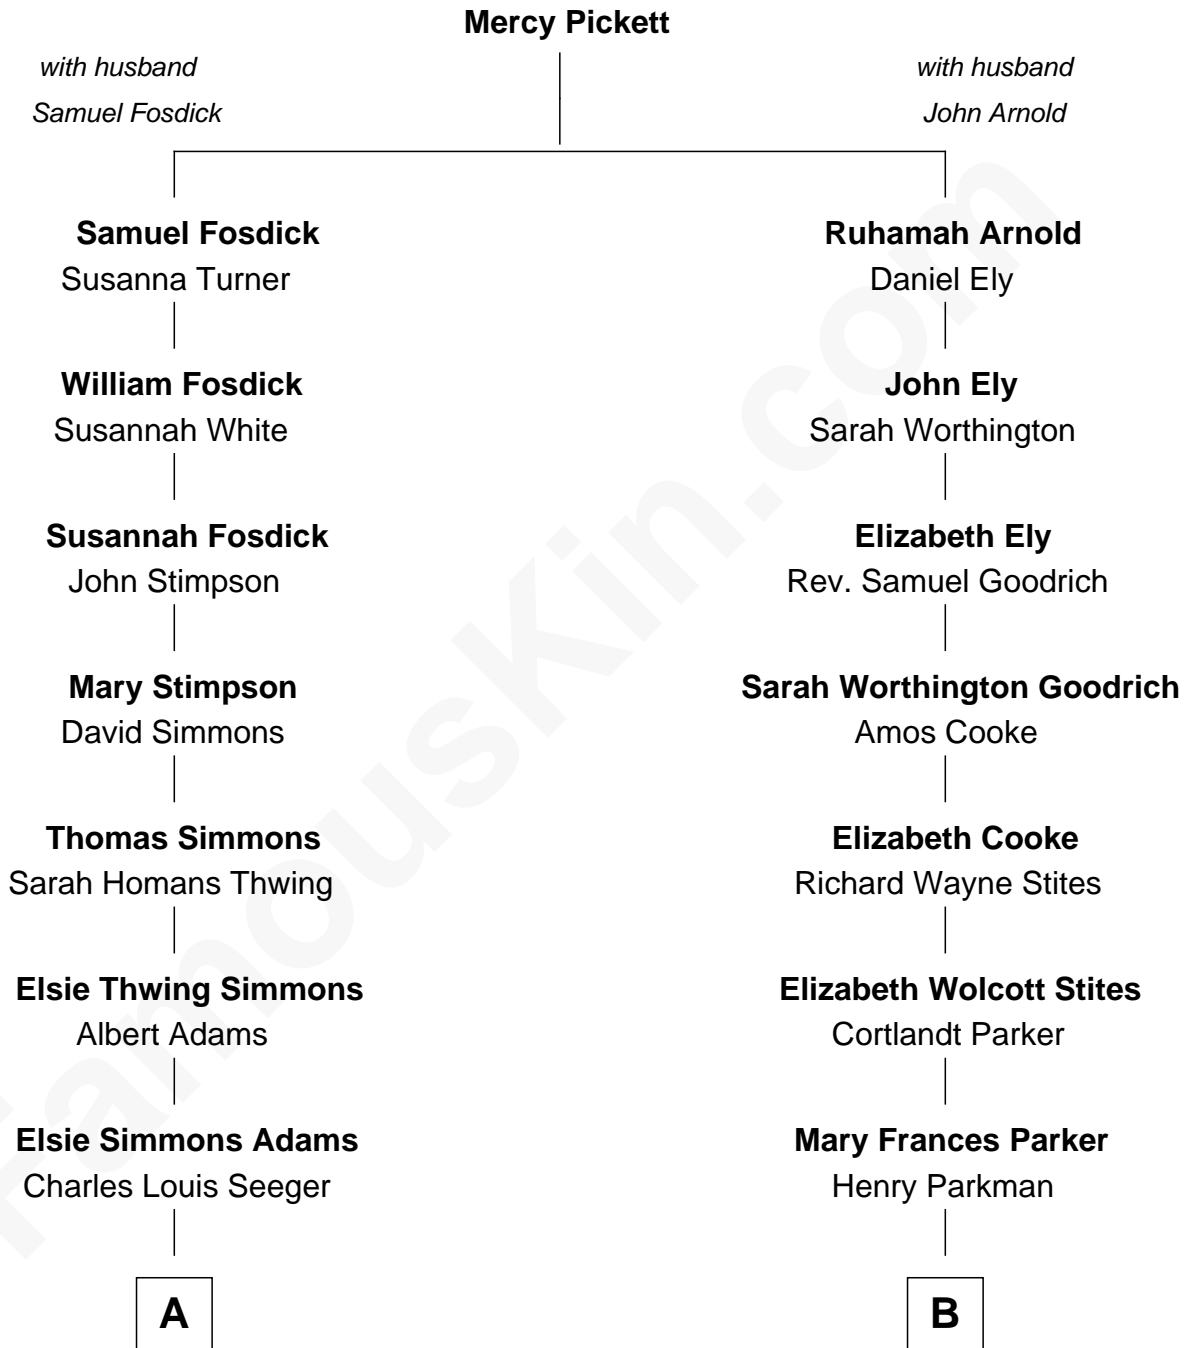 Mercy Pickett
with husband
Samuel Fosdick
with husband
John Arnold
Samuel Fosdick
Susanna Turner
Ruhamah Arnold
Daniel Ely
William Fosdick
Susannah White
John Ely
Sarah Worthington
Susannah Fosdick
John Stimpson
Elizabeth Ely
Rev. Samuel Goodrich
Mary Stimpson
David Simmons
Sarah Worthington Goodrich
Amos Cooke
Thomas Simmons
Sarah Homans Thwing
Elizabeth Cooke
Richard Wayne Stites
Elsie Thwing Simmons
Albert Adams
Elizabeth Wolcott Stites
Cortlandt Parker
Elsie Simmons Adams
Charles Louis Seeger
Mary Frances Parker
Henry Parkman
A
B
FamousKin.com